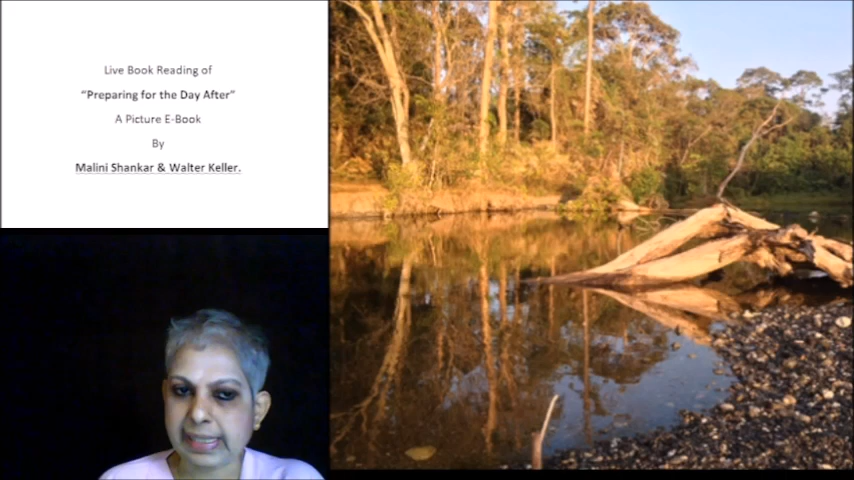 Live Book Reading of
“Preparing for the Day After”
A Picture E-Book
By
Malini Shankar & Walter Keller.